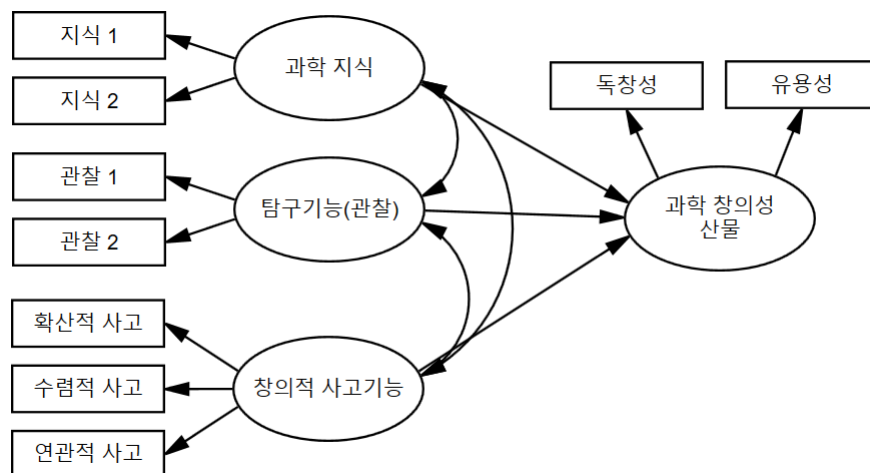 지식 1
과학 지식
지식 2
독창성
유용성
관찰 1
탐구기능(관찰)
관찰 2
과학 창의성
산물
확산적 사고
수렴적 사고
창의적 사고기능
연관적 사고